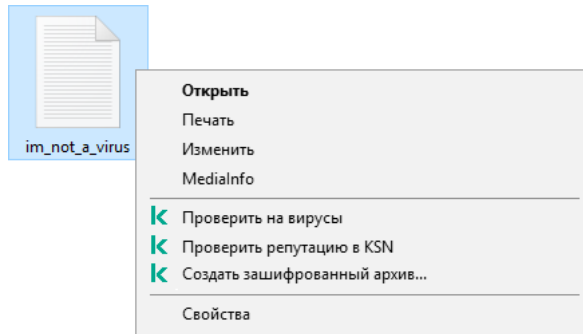 im_not_a_virus
Открыть
Печать
Изменить
MediaInfo
Проверить на вирусы
Проверить репутацию в KSN
Создать зашифрованный архив...
Свойства